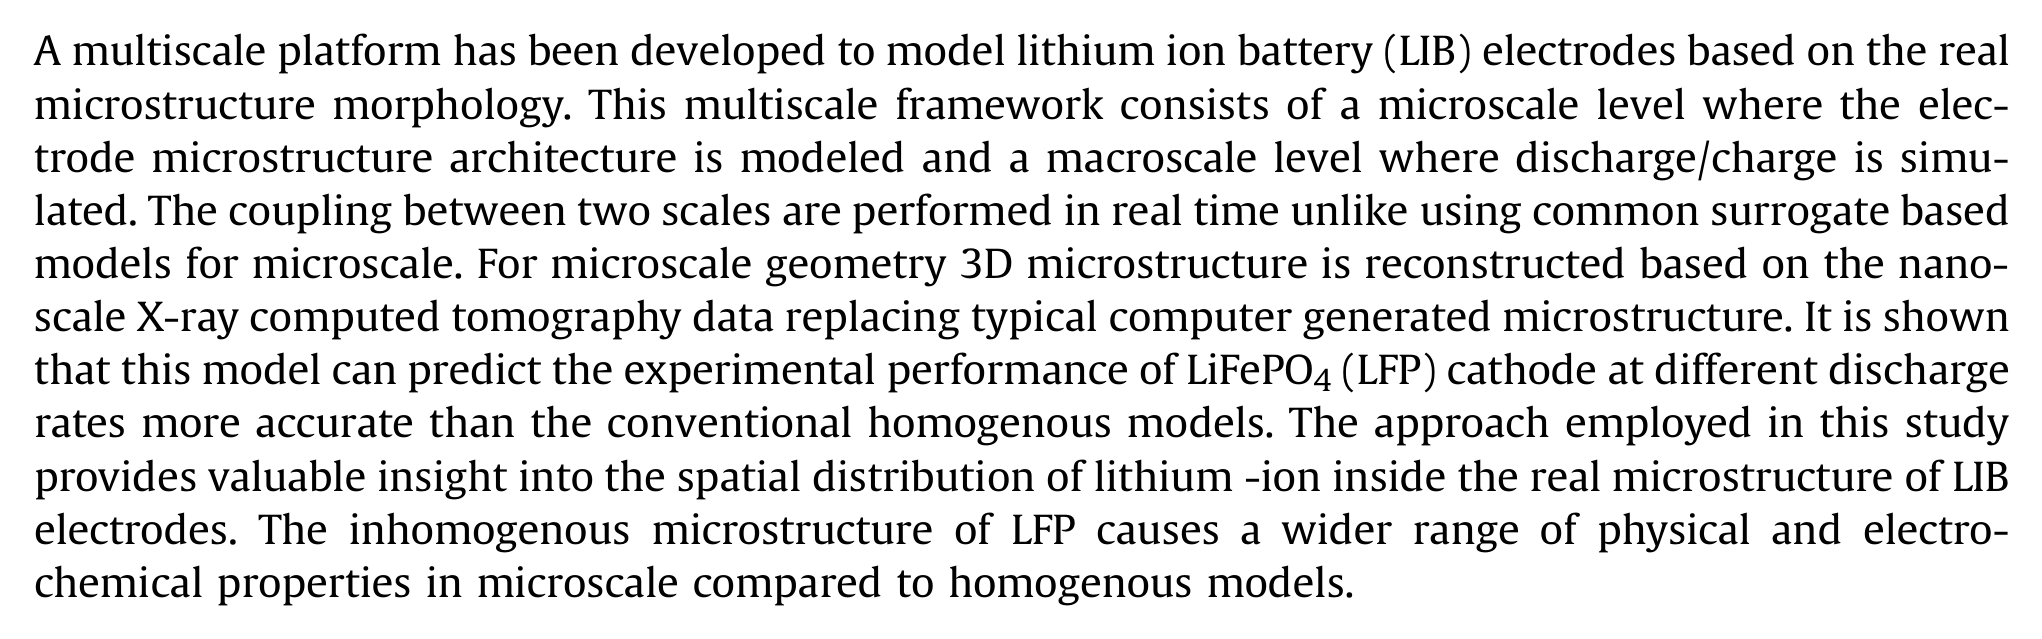 A multiscale platform has been developed to model lithium ion battery (LIB) electrodes based on the real
microstructure morphology. This multiscale framework consists of a microscale level where the elec-
trode microstructure architecture is modeled and a macroscale level where discharge/charge is simu-
lated. The coupling between two scales are performed in real time unlike using common surrogate based
models for microscale. For microscale geometry 3D microstructure is reconstructed based on the nano-
scale X-ray computed tomography data replacing typical computer generated microstructure. It is shown
that this model can predict the experimental performance of LiFePO₄ (LFP) cathode at different discharge
rates more accurate than the conventional homogenous models. The approach employed in this study
provides valuable insight into the spatial distribution of lithium -ion inside the real microstructure of LIB
electrodes. The inhomogenous microstructure of LFP causes a wider range of physical and electro-
chemical properties in microscale compared to homogenous models.